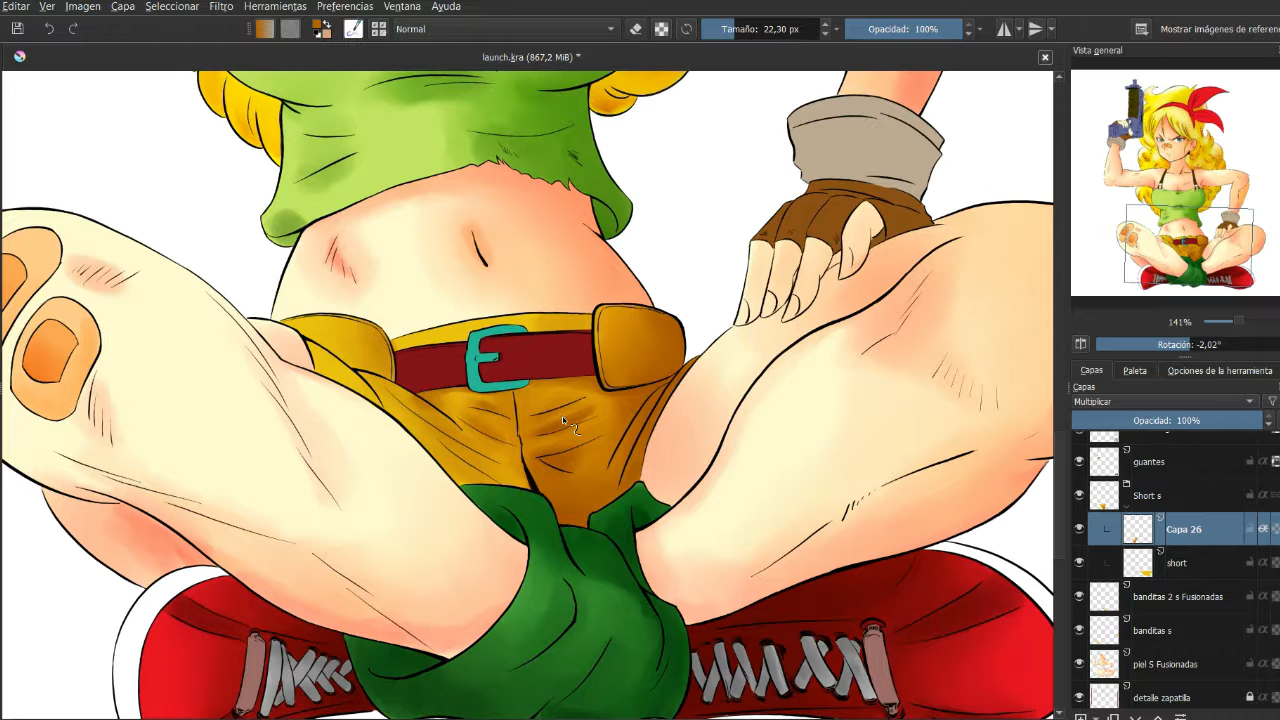 Editar Ver Imagen Capa Seleccionar Filtro Herramientas Preferencias Ventana Ayuda
Normal Tamaño: 22,30 px Opacidad: 100% Mostrar imágenes de referen
launch.kra (867,2 MiB) *
Vista general
141%
Rotación: -2,02°
Capas Paleta Opciones de la herramienta
Capas
Multiplicar
Opacidad: 100%
guantes
Short s
Capa 26
short
banditas 2 s Fusionadas
banditas s
piel S Fusionadas
detalle zapatilla